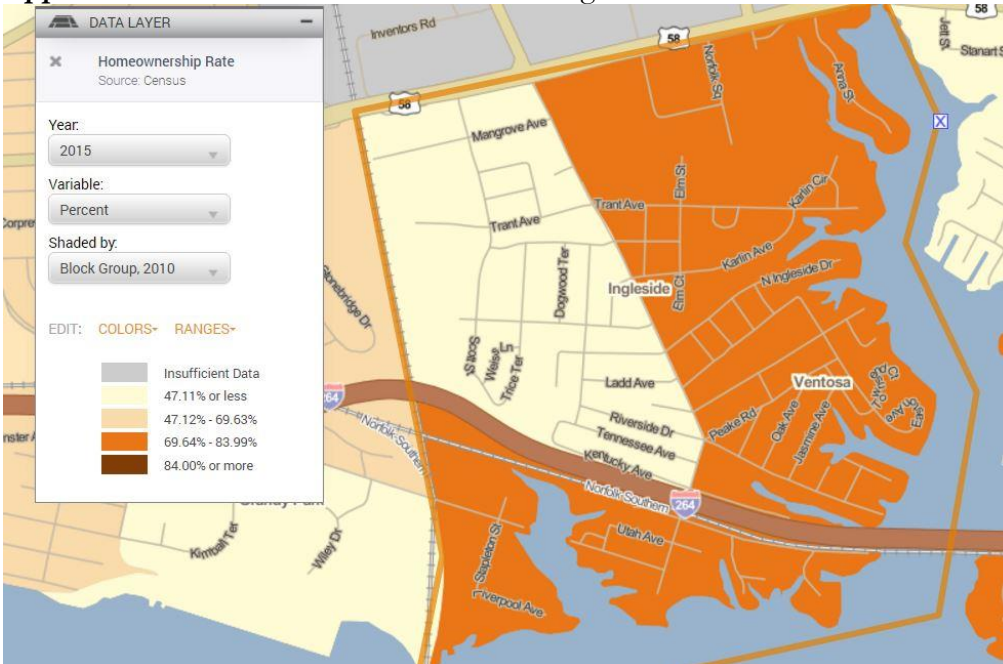 DATA LAYER
Homeownership Rate
Source: Census
Year:
2015
Variable:
Percent
Shaded by:
Block Group, 2010
EDIT: COLORS RANGES
Insufficient Data
47.11% or less
47.12% - 69.63%
69.64% - 83.99%
84.00% or more
Inventors Rd
58
58
58
Jett St
Stanart S
Norfolk Sq
Anna St
X
Mangrove Ave
Elm St
Karlin Cir
Trant Ave
Trant Ave
Corpre
Karlin Ave
Dogwood Ter
N Ingleside Dr
Stonebridge Dr
Ingleside
Elm Ct
Scott St
Weiss Ln
Trice Ter
Ladd Ave
Ventosa
264
Riverside Dr
Peake Rd
Oak Ave
Jasmine Ave
Tennessee Ave
Kentucky Ave
Norfolk Southern
Norfolk Southern
264
Utah Ave
Kimball Ter
Wiley Dr
Stapleton St
Liverpool Ave